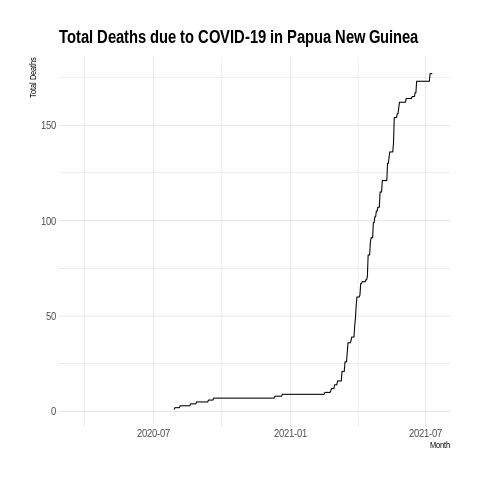 Total Deaths due to COVID-19 in Papua New Guinea
Total Deaths
150
100
50
0
2020-07
2021-01
2021-07
Month